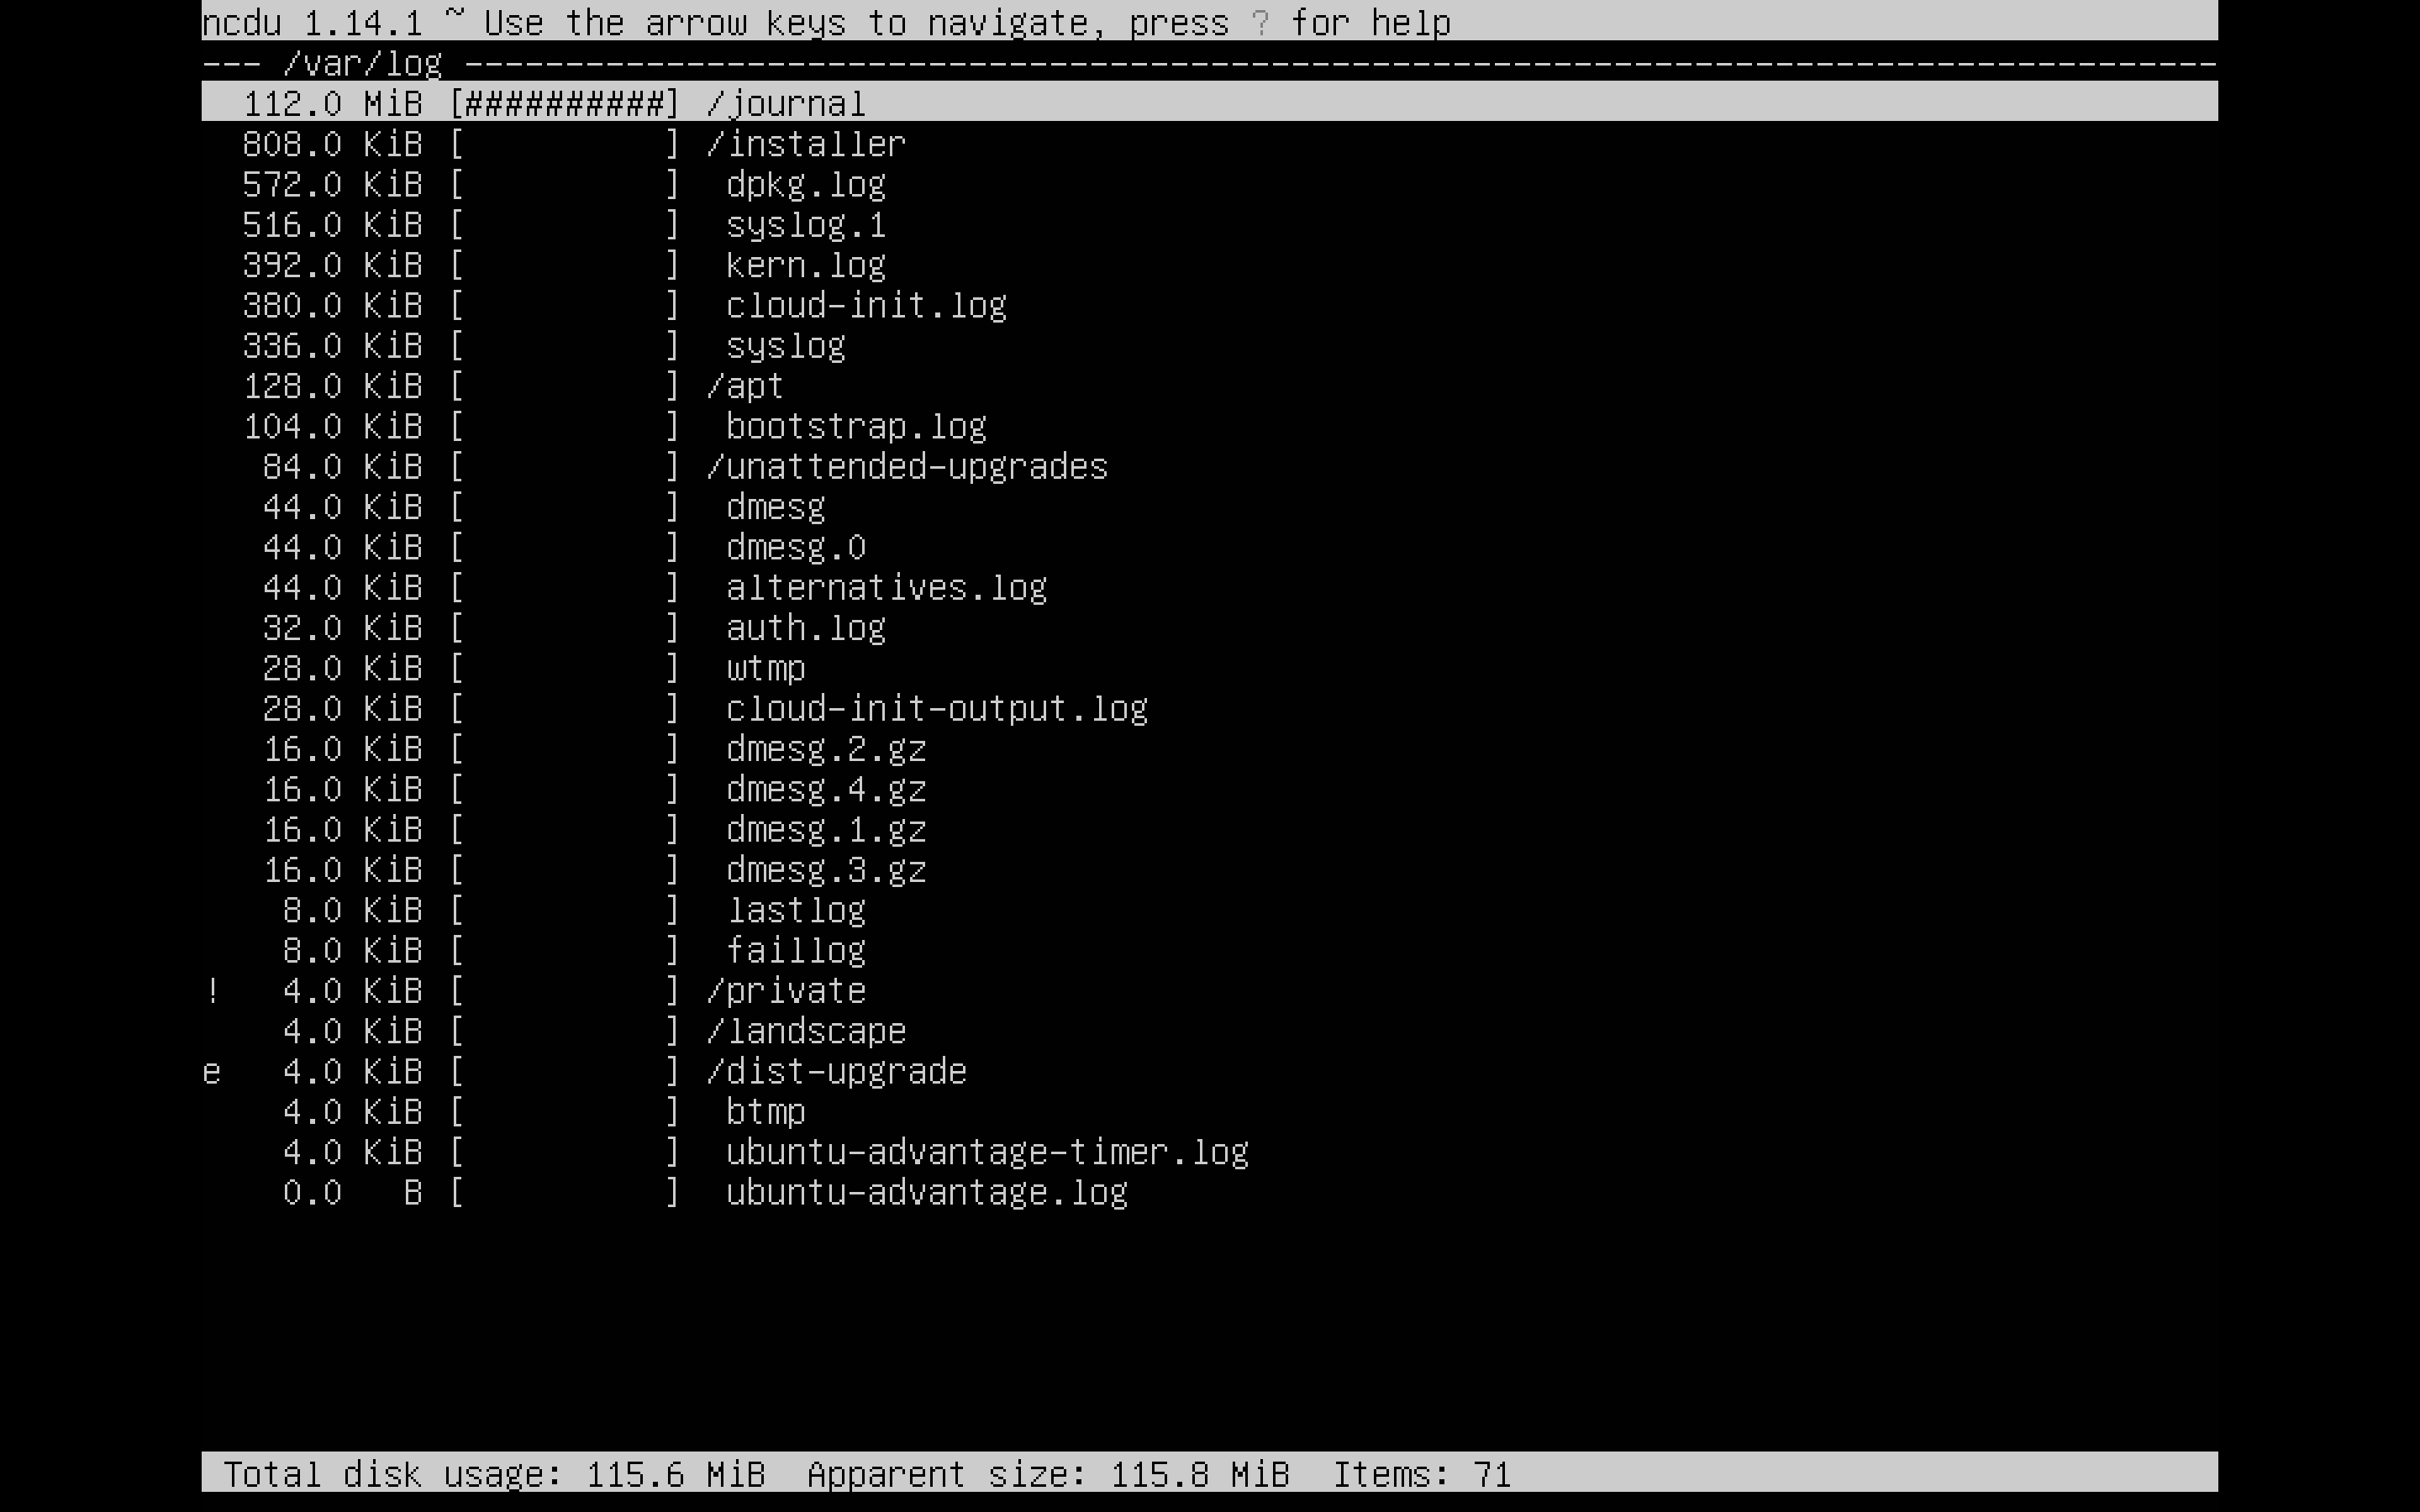 ncdu 1.14.1 ~ Use the arrow keys to navigate, press ? for help
--- /var/log ---------------------------------------------------------------------------------------
  112.0 MiB [##########] /journal
  808.0 KiB [          ] /installer
  572.0 KiB [          ]  dpkg.log
  516.0 KiB [          ]  syslog.1
  392.0 KiB [          ]  kern.log
  380.0 KiB [          ]  cloud-init.log
  336.0 KiB [          ]  syslog
  128.0 KiB [          ] /apt
  104.0 KiB [          ]  bootstrap.log
   84.0 KiB [          ] /unattended-upgrades
   44.0 KiB [          ]  dmesg
   44.0 KiB [          ]  dmesg.0
   44.0 KiB [          ]  alternatives.log
   32.0 KiB [          ]  auth.log
   28.0 KiB [          ]  wtmp
   28.0 KiB [          ]  cloud-init-output.log
   16.0 KiB [          ]  dmesg.2.gz
   16.0 KiB [          ]  dmesg.4.gz
   16.0 KiB [          ]  dmesg.1.gz
   16.0 KiB [          ]  dmesg.3.gz
    8.0 KiB [          ]  lastlog
    8.0 KiB [          ]  faillog
!   4.0 KiB [          ] /private
    4.0 KiB [          ] /landscape
e   4.0 KiB [          ] /dist-upgrade
    4.0 KiB [          ]  btmp
    4.0 KiB [          ]  ubuntu-advantage-timer.log
    0.0   B [          ]  ubuntu-advantage.log
 Total disk usage: 115.6 MiB  Apparent size: 115.8 MiB  Items: 71